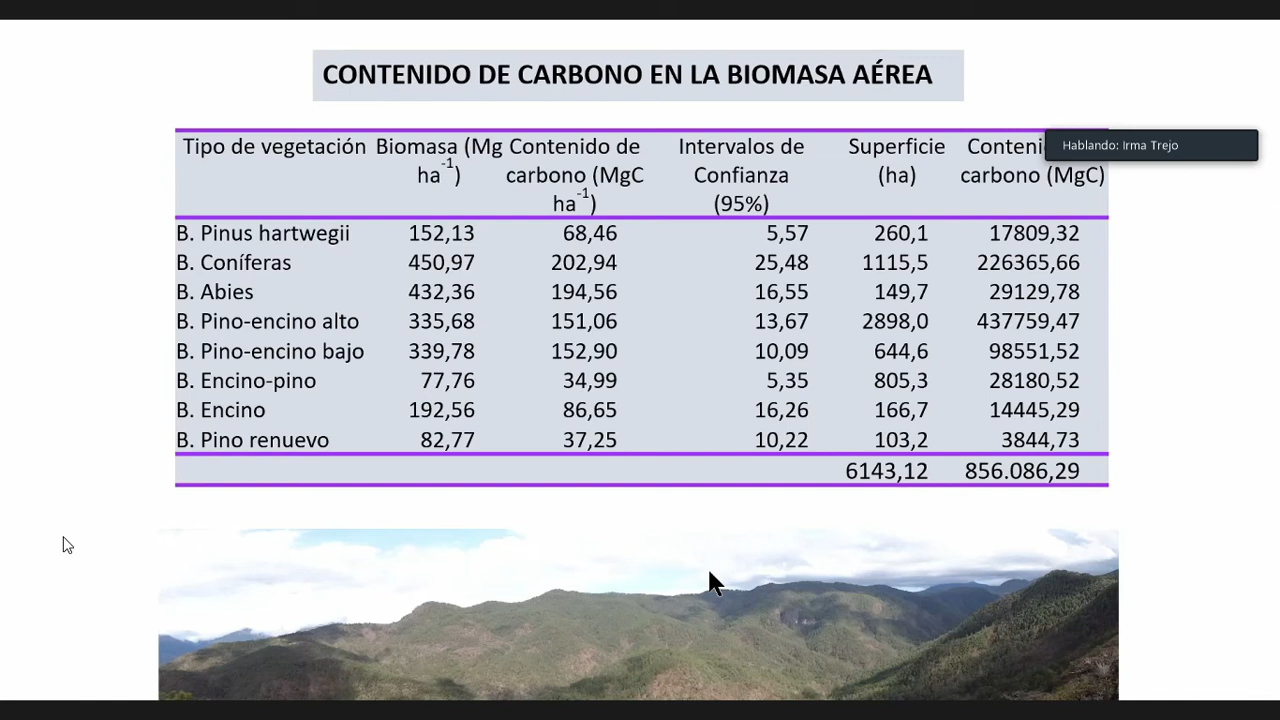 CONTENIDO DE CARBONO EN LA BIOMASA AÉREA
Tipo de vegetación Biomasa (Mg ha-1) Contenido de carbono (MgC ha-1) Intervalos de Confianza (95%) Superficie (ha) carbono (MgC)
Hablando: Irma Trejo
B. Pinus hartwegii 152,13 68,46 5,57 260,1 17809,32
B. Coníferas 450,97 202,94 25,48 1115,5 226365,66
B. Abies 432,36 194,56 16,55 149,7 29129,78
B. Pino-encino alto 335,68 151,06 13,67 2898,0 437759,47
B. Pino-encino bajo 339,78 152,90 10,09 644,6 98551,52
B. Encino-pino 77,76 34,99 5,35 805,3 28180,52
B. Encino 192,56 86,65 16,26 166,7 14445,29
B. Pino renuevo 82,77 37,25 10,22 103,2 3844,73
6143,12 856.086,29